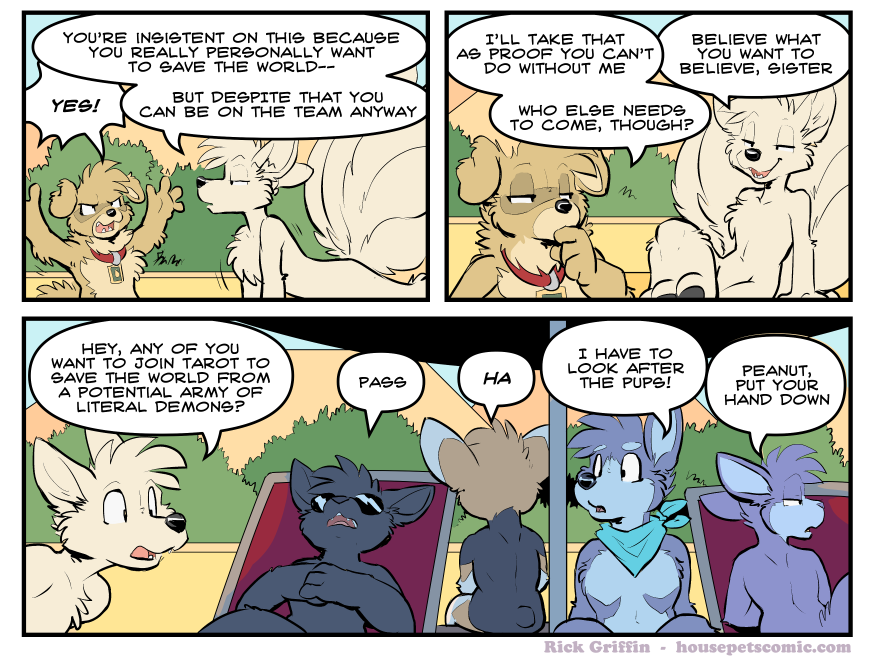 YOU'RE INSISTENT ON THIS BECAUSE
YOU REALLY PERSONALLY WANT
TO SAVE THE WORLD--
YES!
BUT DESPITE THAT YOU
CAN BE ON THE TEAM ANYWAY
I'LL TAKE THAT
AS PROOF YOU CAN'T
DO WITHOUT ME
BELIEVE WHAT
YOU WANT TO
BELIEVE, SISTER
WHO ELSE NEEDS
TO COME, THOUGH?
HEY, ANY OF YOU
WANT TO JOIN TAROT TO
SAVE THE WORLD FROM
A POTENTIAL ARMY OF
LITERAL DEMONS?
PASS
HA
I HAVE TO
LOOK AFTER
THE PUPS!
PEANUT,
PUT YOUR
HAND DOWN
Rick Griffin - housepetscomic.com